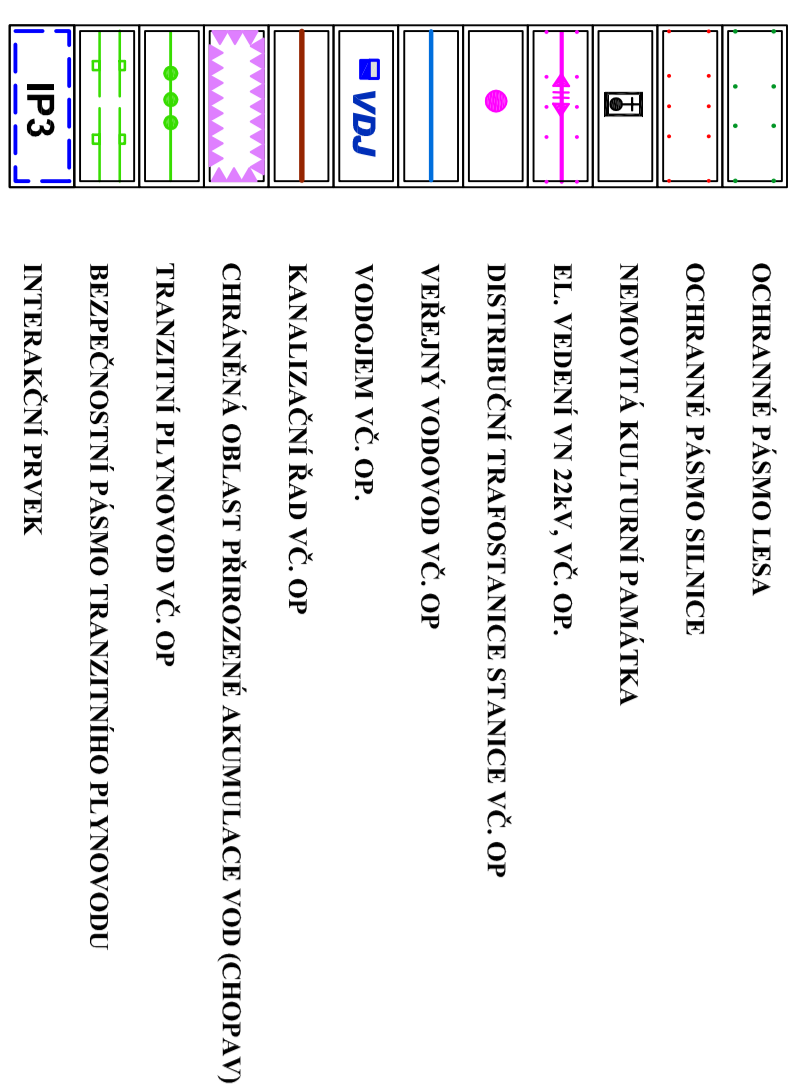 OCHRANNÉ PÁSMO LESA
OCHRANNÉ PÁSMO SILNICE
NEMOVITÁ KULTURNÍ PAMÁTKA
EL. VEDENÍ VN 22kV, VČ. OP.
DISTRIBUČNÍ TRAFOSTANICE STANICE VČ. OP
VEŘEJNÝ VODOVOD VČ. OP
VDJ VODOJEM VČ. OP.
KANALIZAČNÍ ŘAD VČ. OP
CHRÁNĚNÁ OBLAST PŘIROZENÉ AKUMULACE VOD (CHOPAV)
TRANZITNÍ PLYNOVOD VČ. OP
BEZPEČNOSTNÍ PÁSMO TRANZITNÍHO PLYNOVODU
IP3 INTERAKČNÍ PRVEK